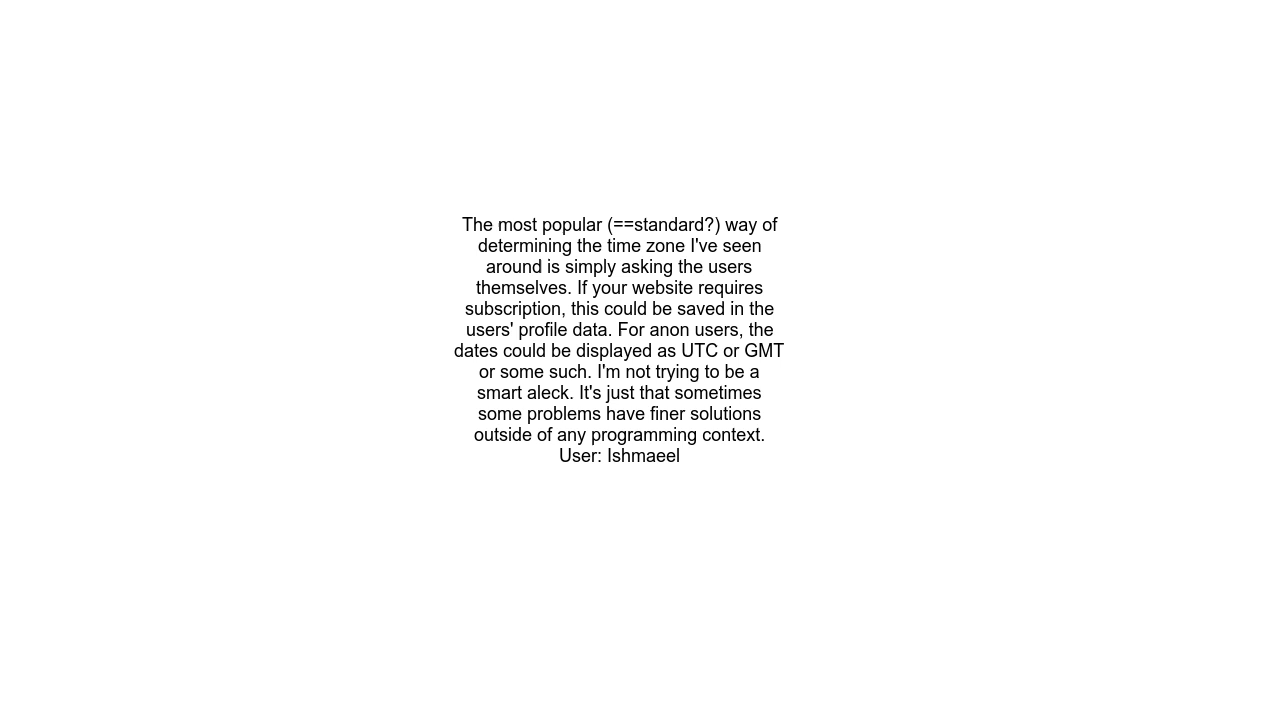 The most popular (==standard?) way of
determining the time zone I've seen
around is simply asking the users
themselves. If your website requires
subscription, this could be saved in the
users' profile data. For anon users, the
dates could be displayed as UTC or GMT
or some such. I'm not trying to be a
smart aleck. It's just that sometimes
some problems have finer solutions
outside of any programming context.
User: Ishmaeel